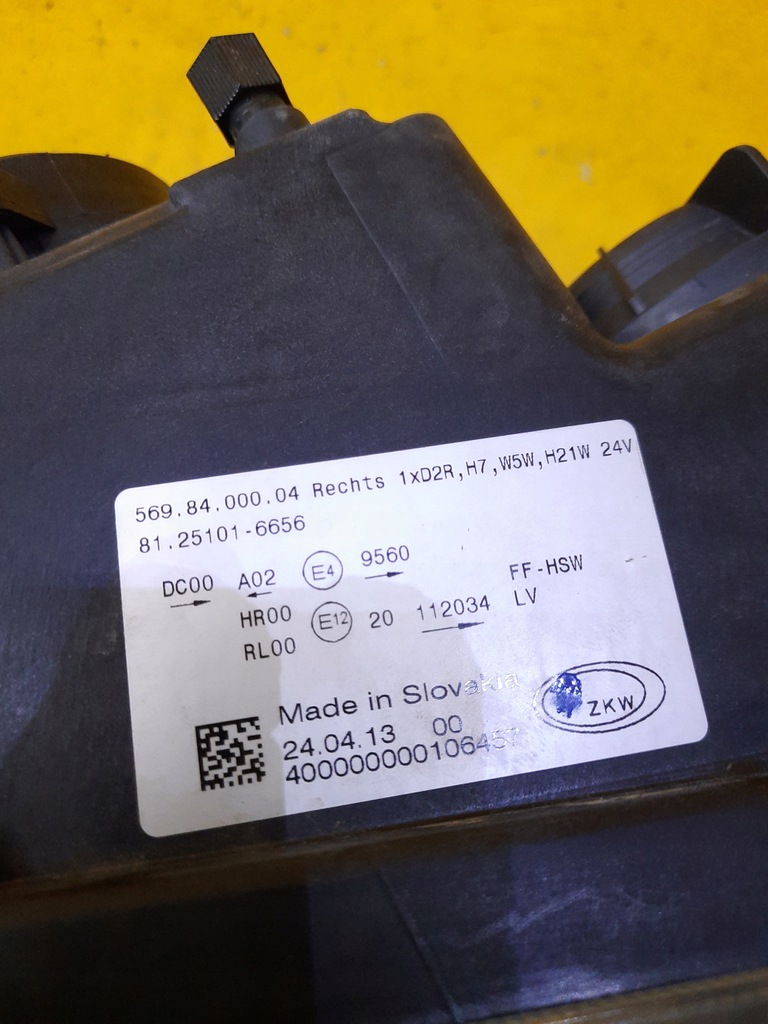 569.84.000.04 Rechts 1xD2R,H7,W5W,H21W 24V
81.25101-6656
DC00 A02 E4 9560 FF-HSW
HR00 E12 20 112034 LV
RL00
Made in Slovakia
24.04.13 00
400000000106457
ZKW